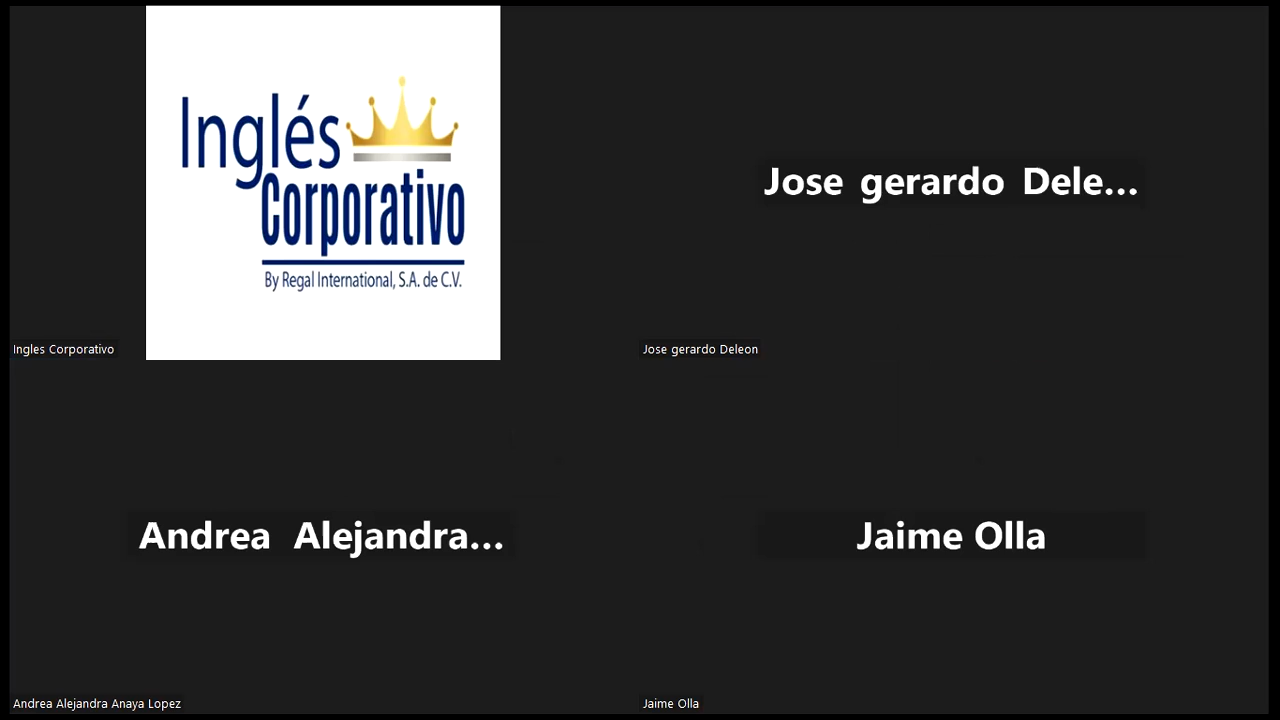 Inglés
Corporativo
By Regal International, S.A. de C.V.
Ingles Corporativo
Jose gerardo Dele...
Jose gerardo Deleon
Andrea Alejandra...
Andrea Alejandra Anaya Lopez
Jaime Olla
Jaime Olla